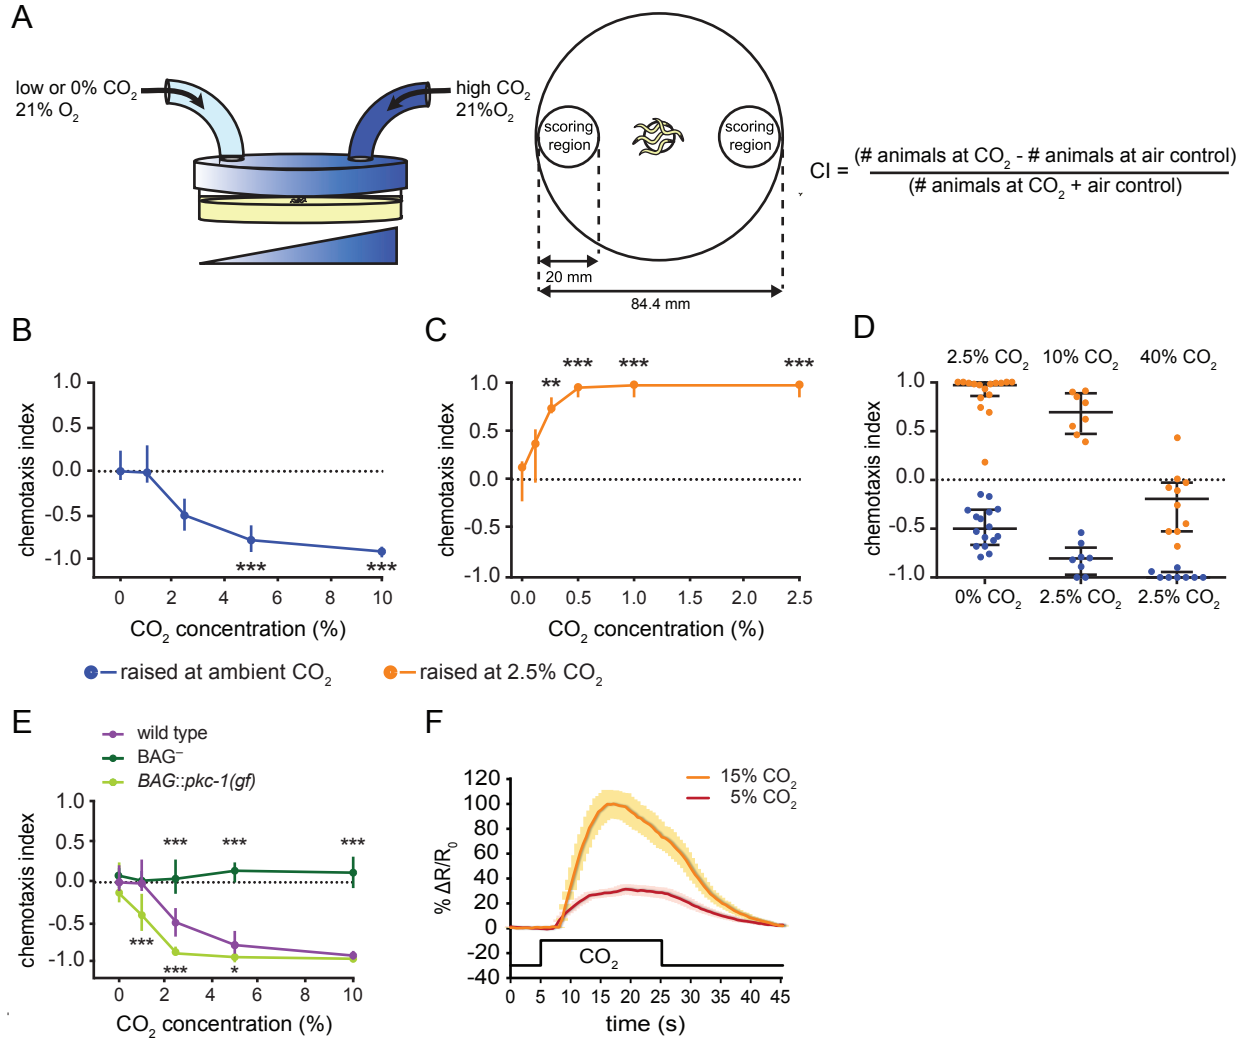 A
low or 0% CO2
21% O2
high CO2
21%O2
scoring
region
scoring
region
20 mm
84.4 mm
CI = (# animals at CO2 - # animals at air control)
(# animals at CO2 + air control)
B
chemotaxis index
1.0
0.5
0.0
-0.5
-1.0
***
***
0 2 4 6 8 10
CO2 concentration (%)
C
chemotaxis index
1.0
0.5
0.0
-0.5
-1.0
**
***
***
***
0.0 0.5 1.0 1.5 2.0 2.5
CO2 concentration (%)
D
2.5% CO2 10% CO2 40% CO2
chemotaxis index
1.0
0.5
0.0
-0.5
-1.0
0% CO2 2.5% CO2 2.5% CO2
raised at ambient CO2
raised at 2.5% CO2
E
wild type
BAG–
BAG::pkc-1(gf)
chemotaxis index
1.0
0.5
0.0
-0.5
-1.0
*** *** ***
***
*** *
0 2 4 6 8 10
CO2 concentration (%)
F
15% CO2
5% CO2
% ΔR/R0
120
100
80
60
40
20
0
-20
-40
CO2
0 5 10 15 20 25 30 35 40 45
time (s)